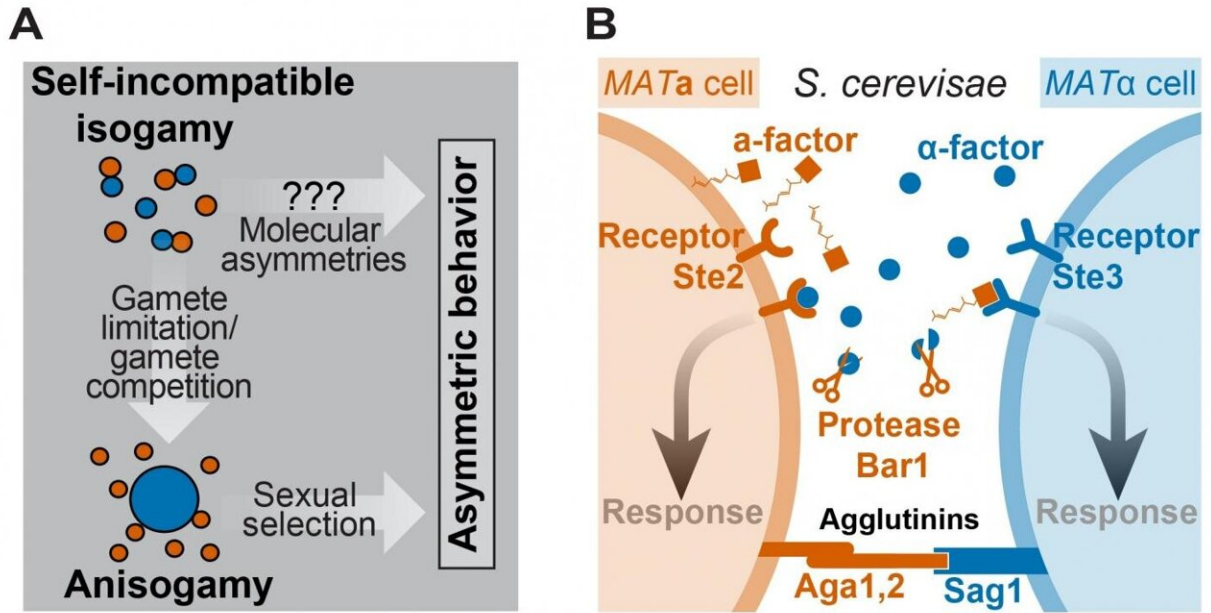 A
Self-incompatible
isogamy
???
Molecular
asymmetries
Gamete
limitation/
gamete
competition
Asymmetric behavior
Sexual
selection
Anisogamy
B
MATa cell
S. cerevisae
MATα cell
a-factor
α-factor
Receptor
Ste2
Receptor
Ste3
Protease
Bar1
Response
Response
Agglutinins
Aga1,2
Sag1